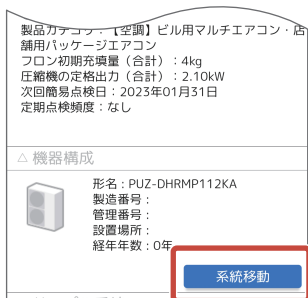 製品カテゴリ：【空調】ビル用マルチエアコン・店
舗用パッケージエアコン
フロン初期充填量（合計）：4kg
圧縮機の定格出力（合計）：2.10kW
次回簡易点検日：2023年01月31日
定期点検頻度：なし
△ 機器構成
形名：PUZ-DHRMP112KA
製造番号：
管理番号：
設置場所：
経年年数：0年
系統移動